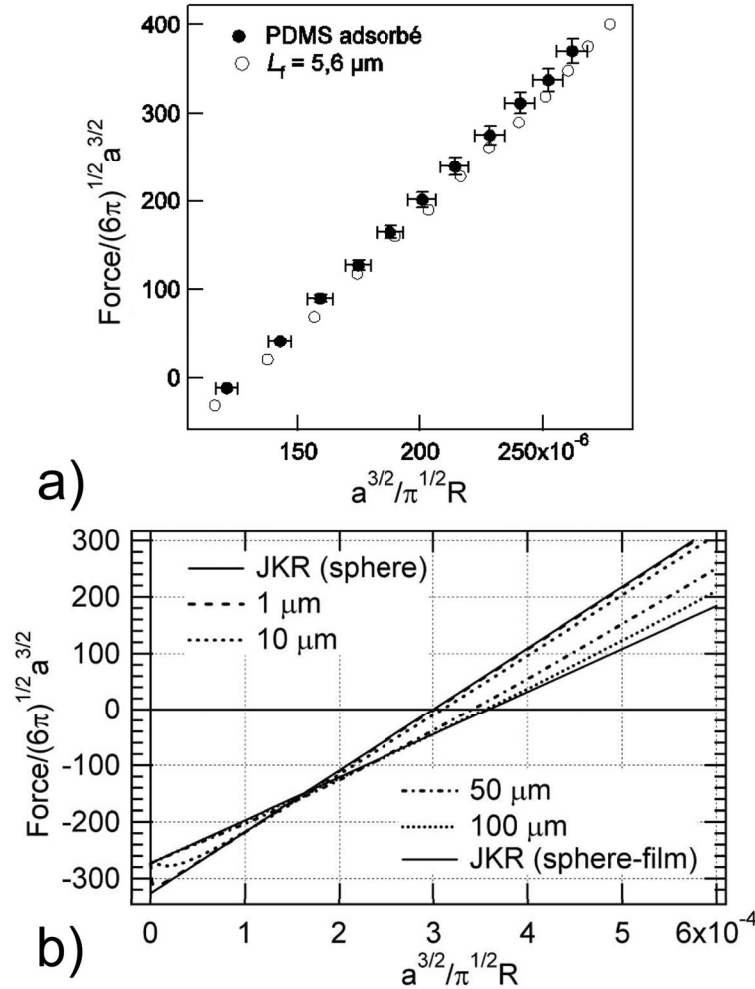 400
300
200
100
0
Force/(6π)^{1/2}a^{3/2}
PDMS adsorbé
L_f = 5,6 μm
150
200
250x10^{-6}
a^{3/2}/π^{1/2}R
a)
300
200
100
0
-100
-200
-300
Force/(6π)^{1/2}a^{3/2}
JKR (sphere)
1 μm
10 μm
50 μm
100 μm
JKR (sphere-film)
0
1
2
3
4
5
6x10^{-4}
a^{3/2}/π^{1/2}R
b)